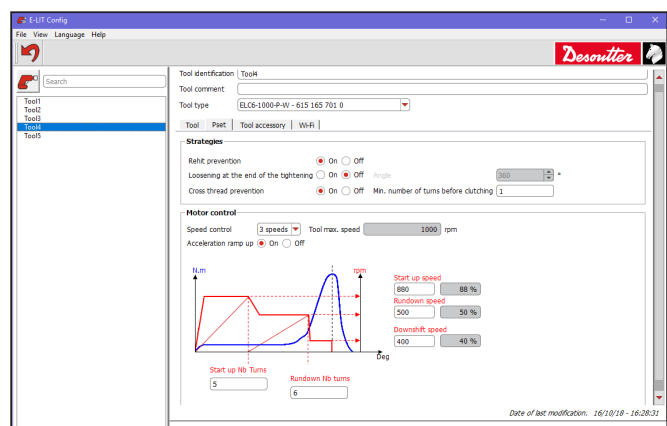 E-LIT Config
File View Language Help
Desoutter
Search
Tool1
Tool2
Tool3
Tool4
Tool5
Tool identification Tool4
Tool comment
Tool type ELC6-1000-P-W - 615 165 701 0
Tool Pset Tool accessory Wi-Fi
Strategies
Rehit prevention On Off
Loosening at the end of the tightening On Off Angle 360 °
Cross thread prevention On Off Min. number of turns before clutching 1
Motor control
Speed control 3 speeds Tool max. speed 1000 rpm
Acceleration ramp up On Off
N.m rpm
Deg
Start up speed
880 88 %
Rundown speed
500 50 %
Downshift speed
400 40 %
Start up Nb Turns
5
Rundown Nb turns
6
Date of last modification. 16/10/18 - 16:28:31